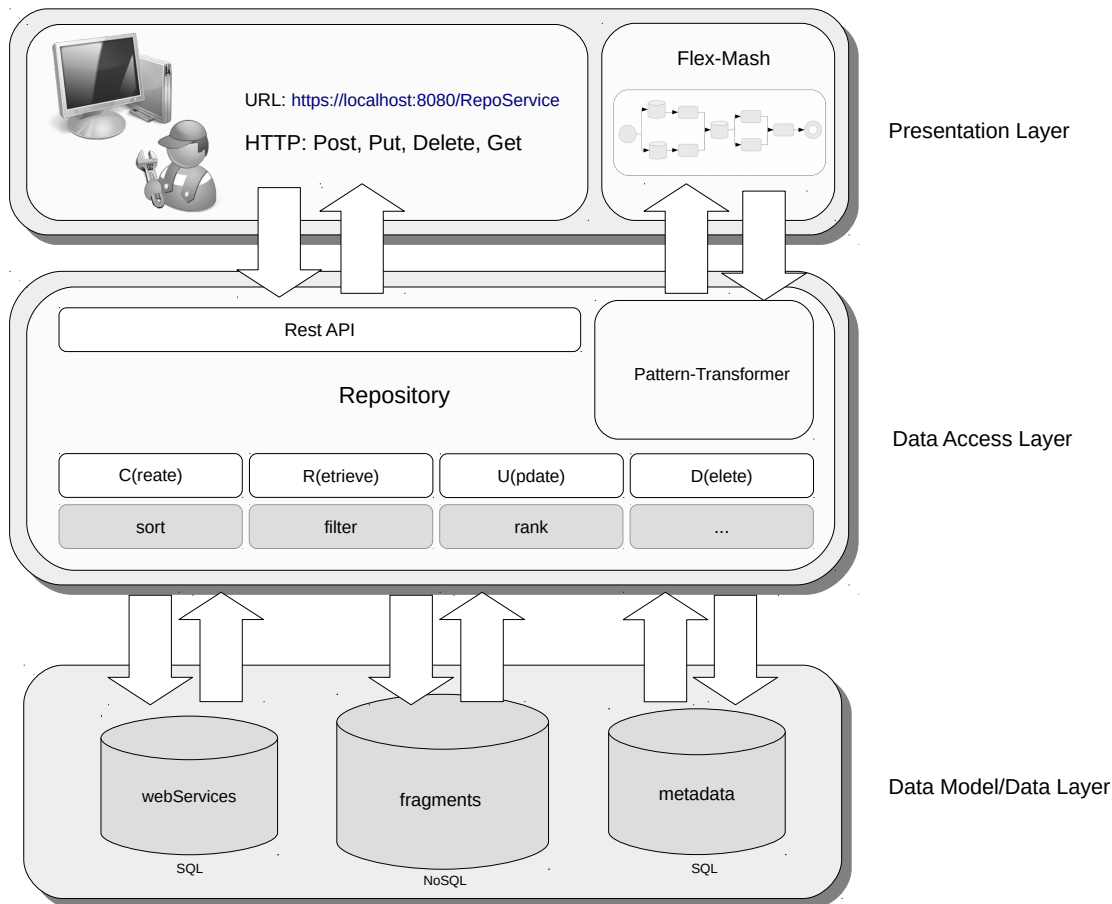 Flex-Mash
URL: https://localhost:8080/RepoService
HTTP: Post, Put, Delete, Get
Presentation Layer
Rest API
Pattern-Transformer
Repository
Data Access Layer
C(reate)
R(etrieve)
U(pdate)
D(elete)
sort
filter
rank
...
webServices
fragments
metadata
Data Model/Data Layer
SQL
NoSQL
SQL